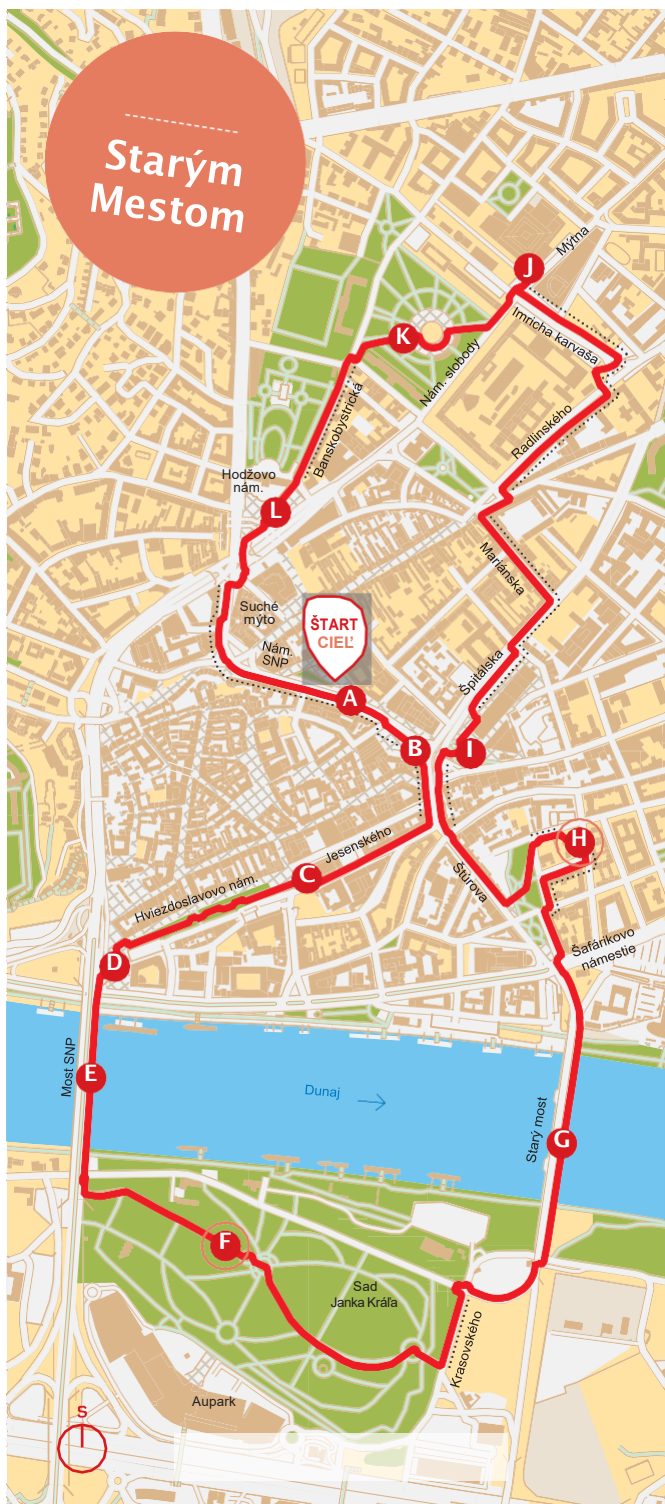 Starým
Mestom
J
Mýtna
Imricha karvaša
K
Nám. slobody
Banskobystrická
Radlinského
Hodžovo
nám.
L
Mariánska
Suché
mýto
ŠTART
CIEĽ
Nám.
SNP
Špitálska
A
B
I
H
Jesenského
C
Štúrova
Hviezdoslavovo nám.
D
Šafárikovo
námestie
Most SNP
E
Dunaj
Starý most
G
F
Sad
Janka Kráľa
Krasovského
Aupark
S